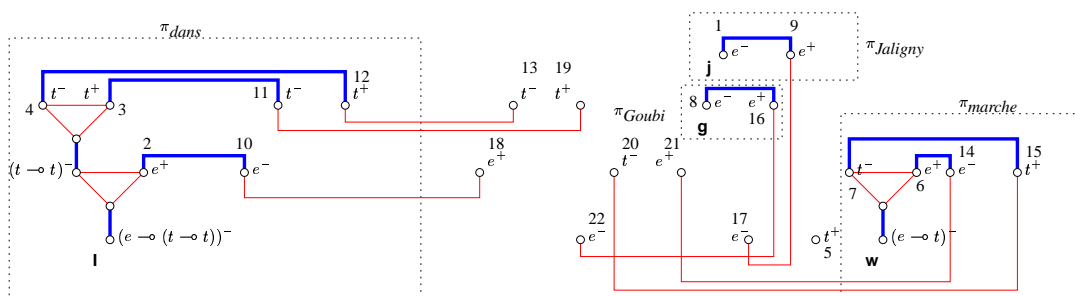 1 9
π_dans π_Jaligny
e⁻ e⁺
j
12 13 19
4 t⁻ t⁺ 3 11 t⁻ t⁺ t⁻ t⁺ π_Goubi 8 e⁻ e⁺ π_marche
g 16
2 10 18 20 21 14 15
(t ⊸ t)⁻ e⁺ e⁻ e⁺ t⁻ e⁺ t⁻ e⁺ e⁻ t⁺
7 6
22 17
(e ⊸ (t ⊸ t))⁻ e⁻ e⁻ t⁺ (e ⊸ t)⁻
l 5 w